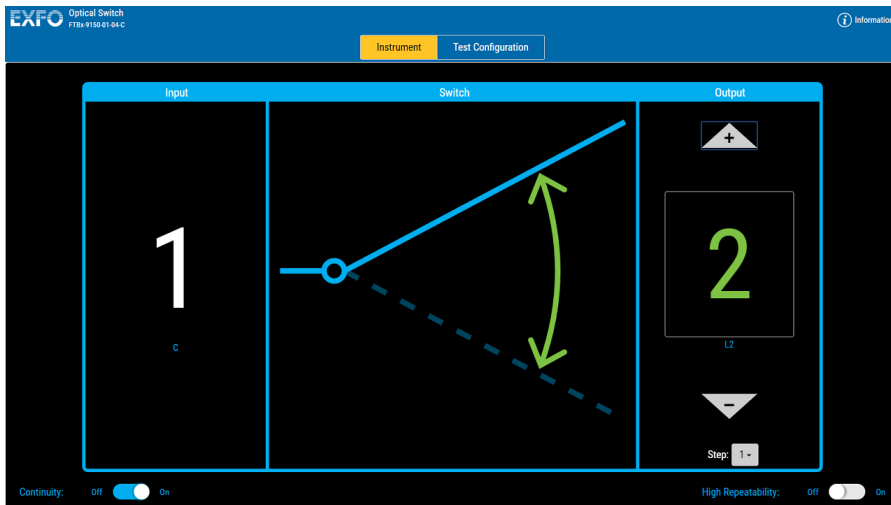 EXFO
Optical Switch
FTBx-9150-01-04-C
Information
Instrument
Test Configuration
Input
Switch
Output
+
1
2
C
L2
−
Step: 1
Continuity: Off On
High Repeatability: Off On